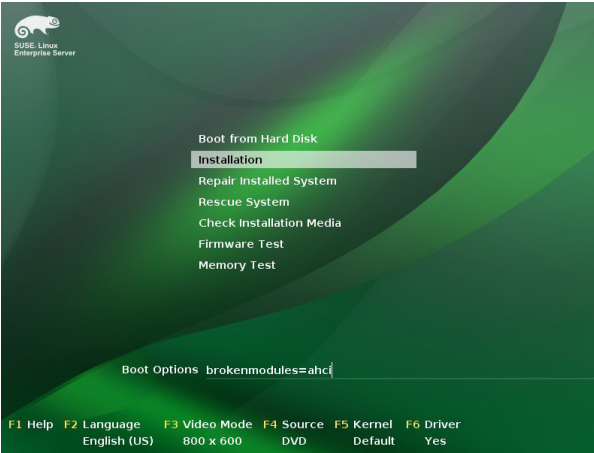 SUSE. Linux
Enterprise Server
Boot from Hard Disk
Installation
Repair Installed System
Rescue System
Check Installation Media
Firmware Test
Memory Test
Boot Options brokenmodules=ahci
F1 Help F2 Language F3 Video Mode F4 Source F5 Kernel F6 Driver
English (US) 800 x 600 DVD Default Yes